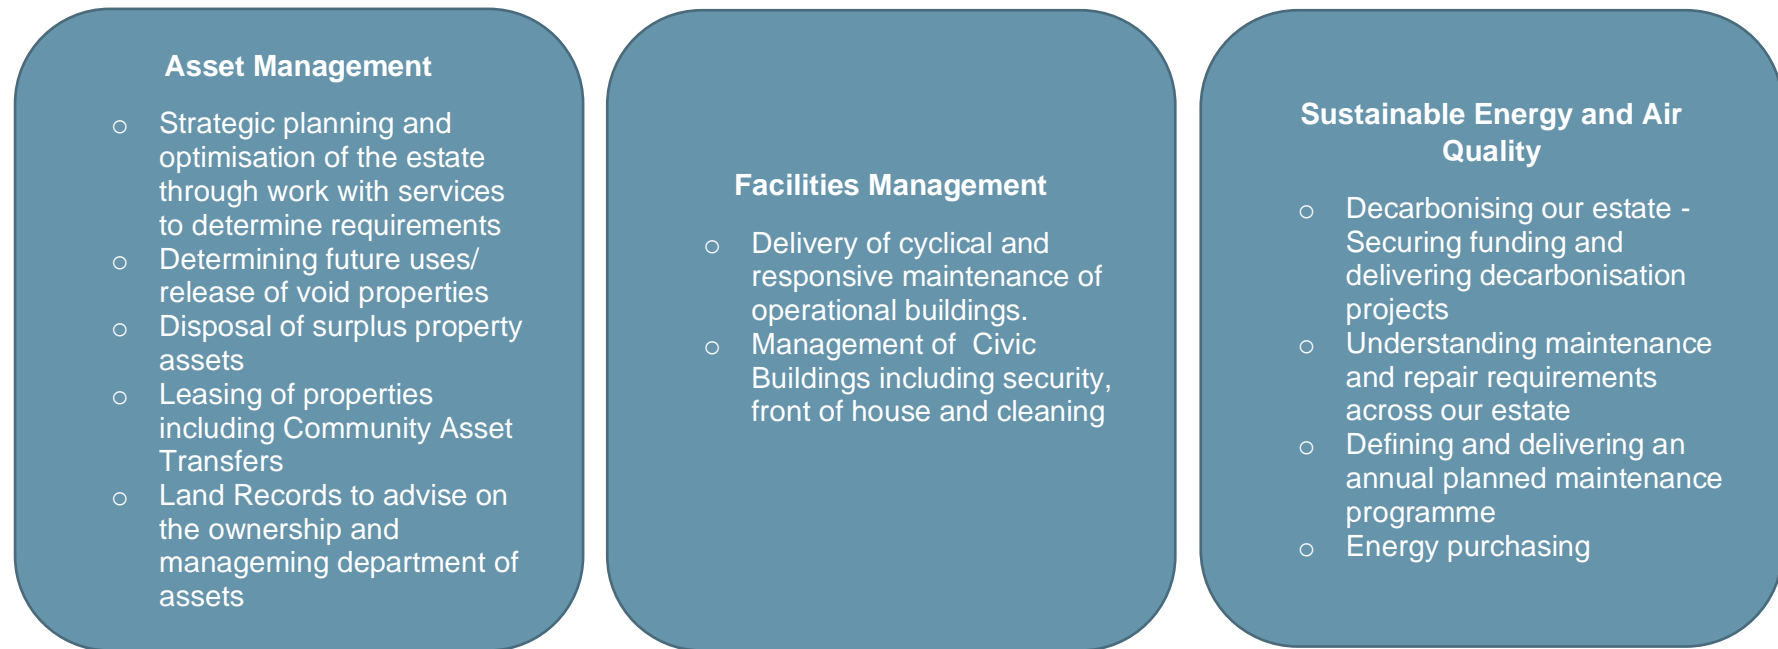 Asset Management
o Strategic planning and
optimisation of the estate
through work with services
to determine requirements
o Determining future uses/
release of void properties
o Disposal of surplus property
assets
o Leasing of properties
including Community Asset
Transfers
o Land Records to advise on
the ownership and
manageming department of
assets
Facilities Management
o Delivery of cyclical and
responsive maintenance of
operational buildings.
o Management of  Civic
Buildings including security,
front of house and cleaning
Sustainable Energy and Air
Quality
o Decarbonising our estate -
Securing funding and
delivering decarbonisation
projects
o Understanding maintenance
and repair requirements
across our estate
o Defining and delivering an
annual planned maintenance
programme
o Energy purchasing